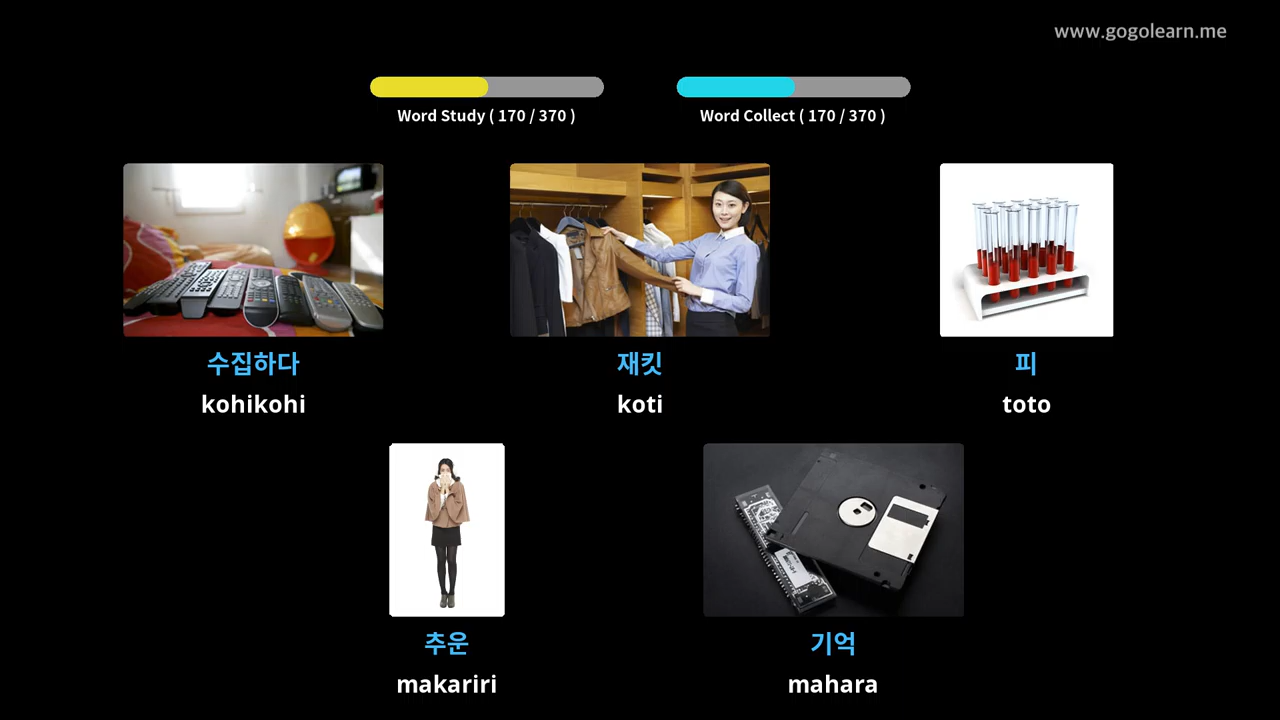 www.gogolearn.me
Word Study ( 170 / 370 )
Word Collect ( 170 / 370 )
수집하다
kohikohi
재킷
koti
피
toto
추운
makariri
기억
mahara